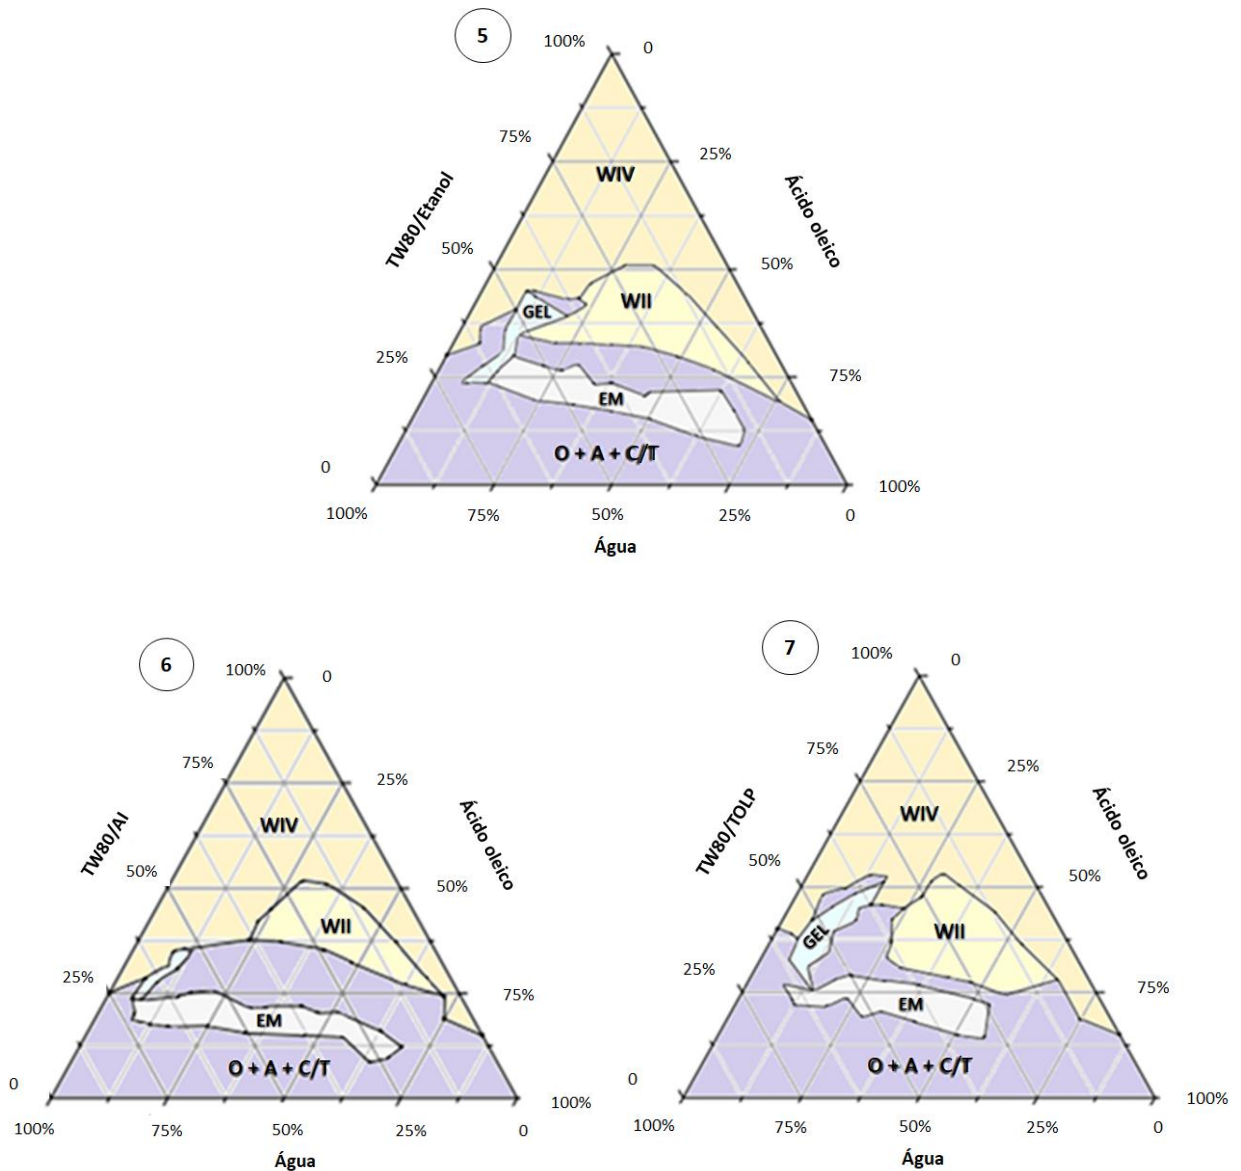 5
100%
0
75%
25%
WIV
TW80/Etanol
Ácido oleico
50%
50%
WII
GEL
25%
75%
EM
O + A + C/T
0
100%
100%
75%
50%
25%
0
Água
6
100%
0
75%
25%
WIV
TW80/AI
Ácido oleico
50%
50%
WII
25%
75%
EM
O + A + C/T
0
100%
100%
75%
50%
25%
0
Água
7
100%
0
75%
25%
WIV
TW80/TOLP
Ácido oleico
50%
50%
WII
GEL
25%
75%
EM
O + A + C/T
0
100%
100%
75%
50%
25%
0
Água